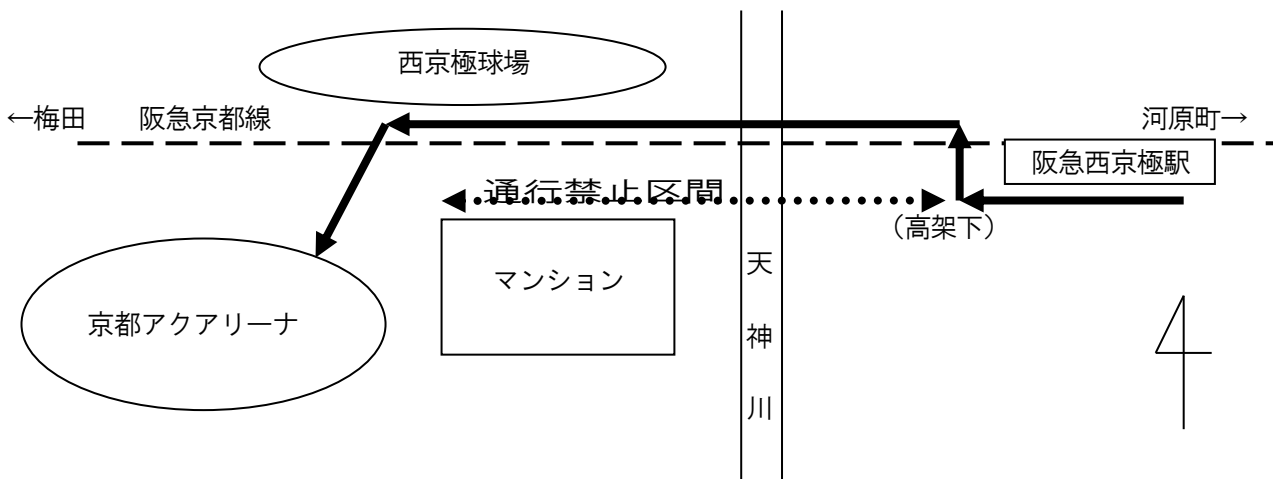 西京極球場
←梅田
阪急京都線
河原町→
阪急西京極駅
通行禁止区間
（高架下）
天神川
マンション
京都アクアリーナ